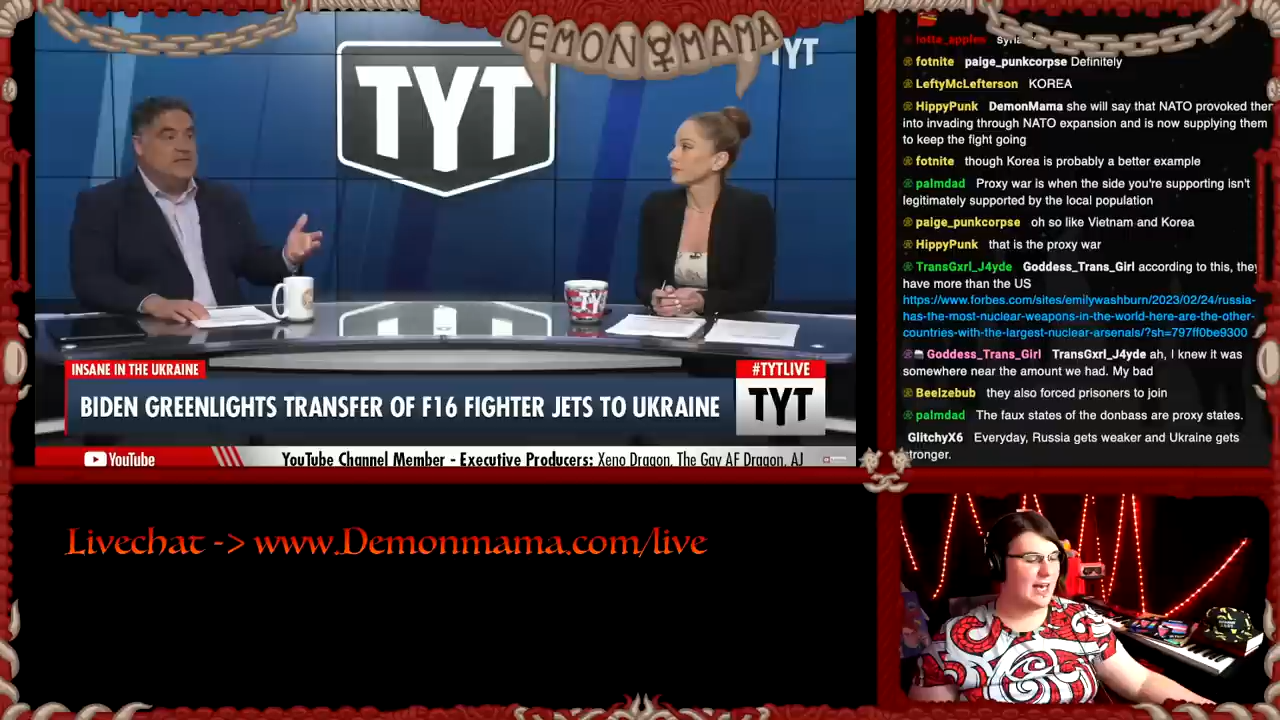 DEMON MAMA
TYT
TYT
TYT
INSANE IN THE UKRAINE
BIDEN GREENLIGHTS TRANSFER OF F16 FIGHTER JETS TO UKRAINE
#TYTLIVE
TYT
YouTube
YouTube Channel Member - Executive Producers: Xeno Dragon, The Gay AF Dragon, AJ
Livechat -> www.Demonmama.com/live
lotta_apples
fotnite paige_punkcorpse Definitely
LeftyMcLefterson KOREA
HippyPunk DemonMama she will say that NATO provoked them
into invading through NATO expansion and is now supplying them
to keep the fight going
fotnite though Korea is probably a better example
palmdad Proxy war is when the side you're supporting isn't
legitimately supported by the local population
paige_punkcorpse oh so like Vietnam and Korea
HippyPunk that is the proxy war
TransGxrl_J4yde Goddess_Trans_Girl according to this, they
have more than the US
https://www.forbes.com/sites/emilywashburn/2023/02/24/russia-
has-the-most-nuclear-weapons-in-the-world-here-are-the-other-
countries-with-the-largest-nuclear-arsenals/?sh=797ff0be9300
Goddess_Trans_Girl TransGxrl_J4yde ah, I knew it was
somewhere near the amount we had. My bad
Beelzebub they also forced prisoners to join
palmdad The faux states of the donbass are proxy states.
GlitchyX6 Everyday, Russia gets weaker and Ukraine gets
stronger.